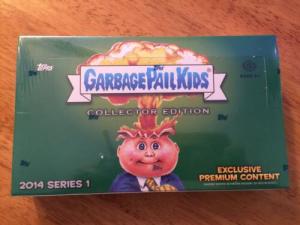 Topps
GARBAGE PAIL KIDS
COLLECTOR EDITION
2014 SERIES 1
EXCLUSIVE
PREMIUM CONTENT